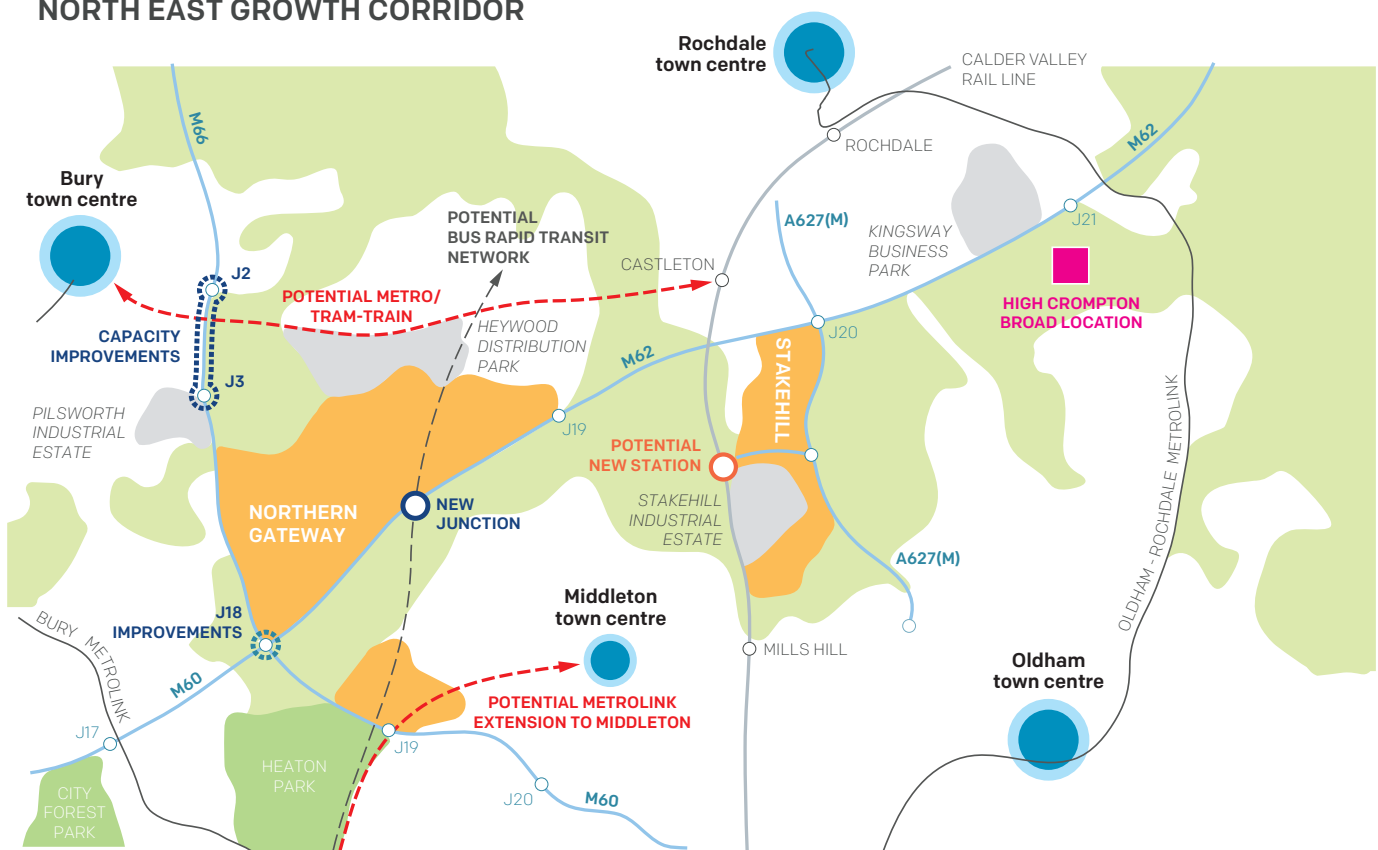 NORTH EAST GROWTH CORRIDOR
Rochdale
town centre
CALDER VALLEY
RAIL LINE
M66
M62
ROCHDALE
Bury
town centre
J21
POTENTIAL
BUS RAPID TRANSIT
NETWORK
A627(M)
KINGSWAY
BUSINESS
PARK
CASTLETON
J2
POTENTIAL METRO/
TRAM-TRAIN
HIGH CROMPTON
BROAD LOCATION
CAPACITY
IMPROVEMENTS
HEYWOOD
DISTRIBUTION
PARK
J20
M62
STAKEHILL
J3
PILSWORTH
INDUSTRIAL
ESTATE
J19
POTENTIAL
NEW STATION
OLDHAM - ROCHDALE METROLINK
NORTHERN
GATEWAY
NEW
JUNCTION
STAKEHILL
INDUSTRIAL
ESTATE
A627(M)
Middleton
town centre
J18
IMPROVEMENTS
BURY METROLINK
MILLS HILL
Oldham
town centre
M60
POTENTIAL METROLINK
EXTENSION TO MIDDLETON
J17
J19
HEATON
PARK
CITY
FOREST
PARK
J20
M60